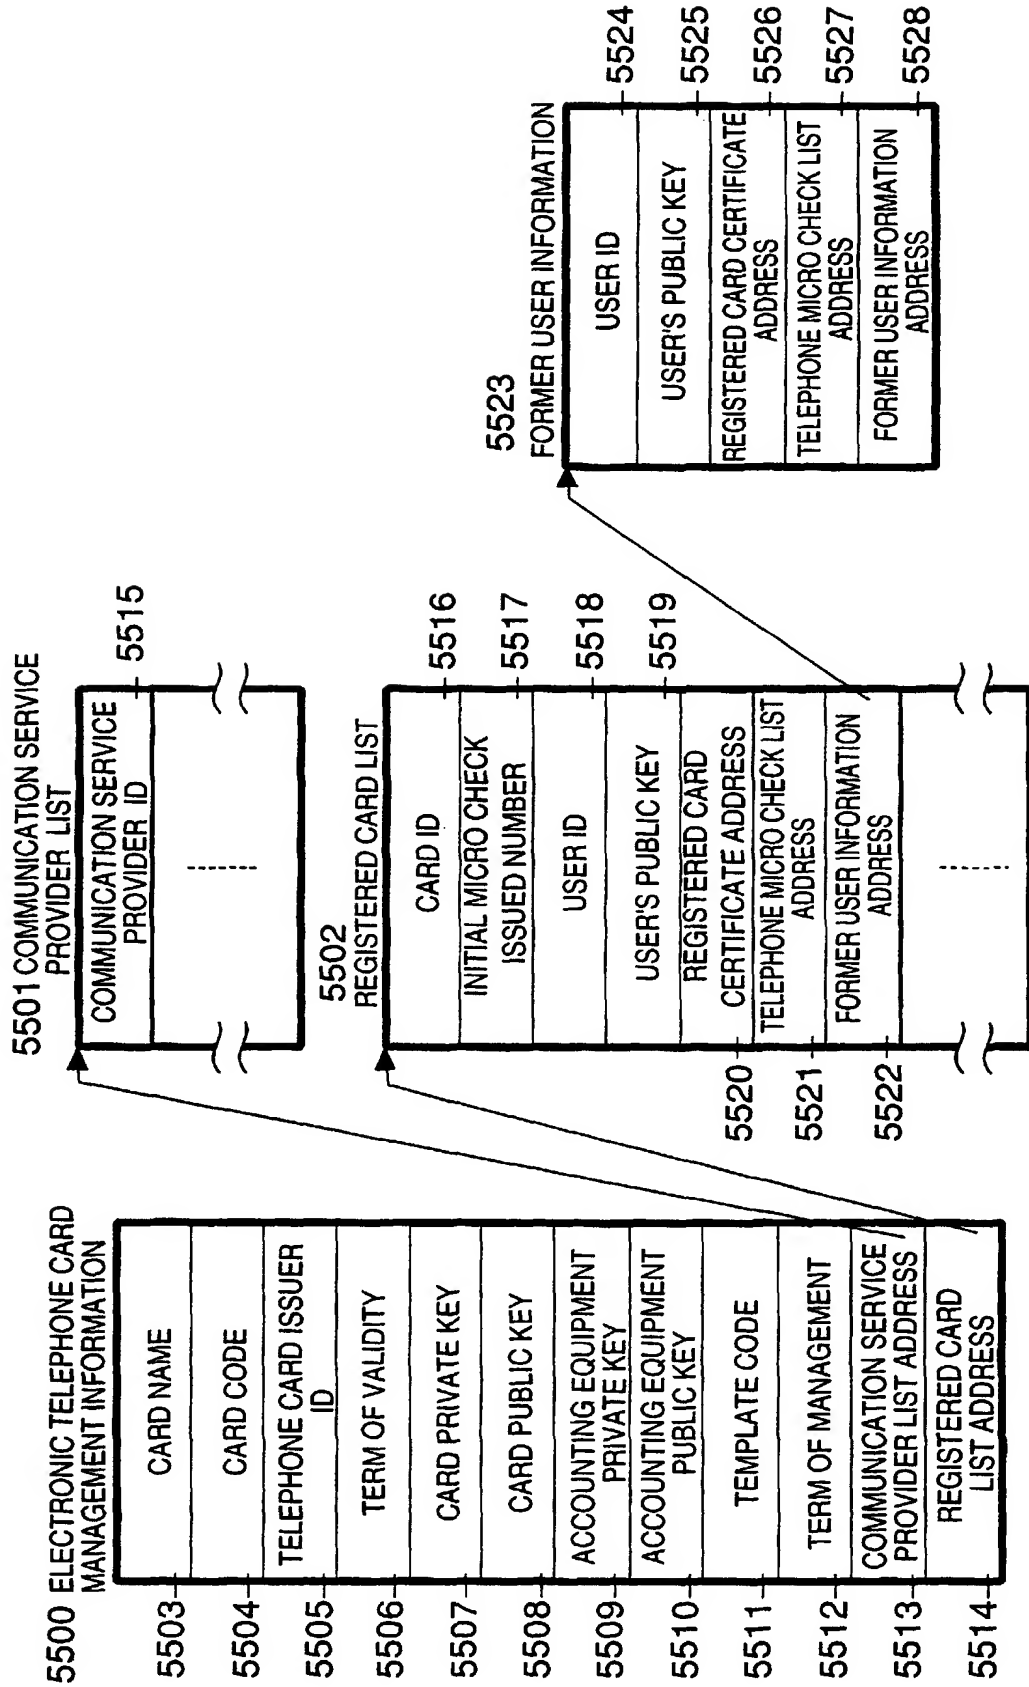 5500 ELECTRONIC TELEPHONE CARD
MANAGEMENT INFORMATION
5503
CARD NAME
5504
CARD CODE
5505
TELEPHONE CARD ISSUER
ID
5506
TERM OF VALIDITY
5507
CARD PRIVATE KEY
5508
CARD PUBLIC KEY
5509
ACCOUNTING EQUIPMENT
PRIVATE KEY
5510
ACCOUNTING EQUIPMENT
PUBLIC KEY
5511
TEMPLATE CODE
5512
TERM OF MANAGEMENT
5513
COMMUNICATION SERVICE
PROVIDER LIST ADDRESS
5514
REGISTERED CARD
LIST ADDRESS
5501 COMMUNICATION SERVICE
PROVIDER LIST
COMMUNICATION SERVICE
PROVIDER ID
5515
5502
REGISTERED CARD LIST
CARD ID
5516
INITIAL MICRO CHECK
ISSUED NUMBER
5517
USER ID
5518
USER'S PUBLIC KEY
5519
REGISTERED CARD
CERTIFICATE ADDRESS
5520
TELEPHONE MICRO CHECK LIST
ADDRESS
5521
FORMER USER INFORMATION
ADDRESS
5522
5523
FORMER USER INFORMATION
USER ID
5524
USER'S PUBLIC KEY
5525
REGISTERED CARD CERTIFICATE
ADDRESS
5526
TELEPHONE MICRO CHECK LIST
ADDRESS
5527
FORMER USER INFORMATION
ADDRESS
5528